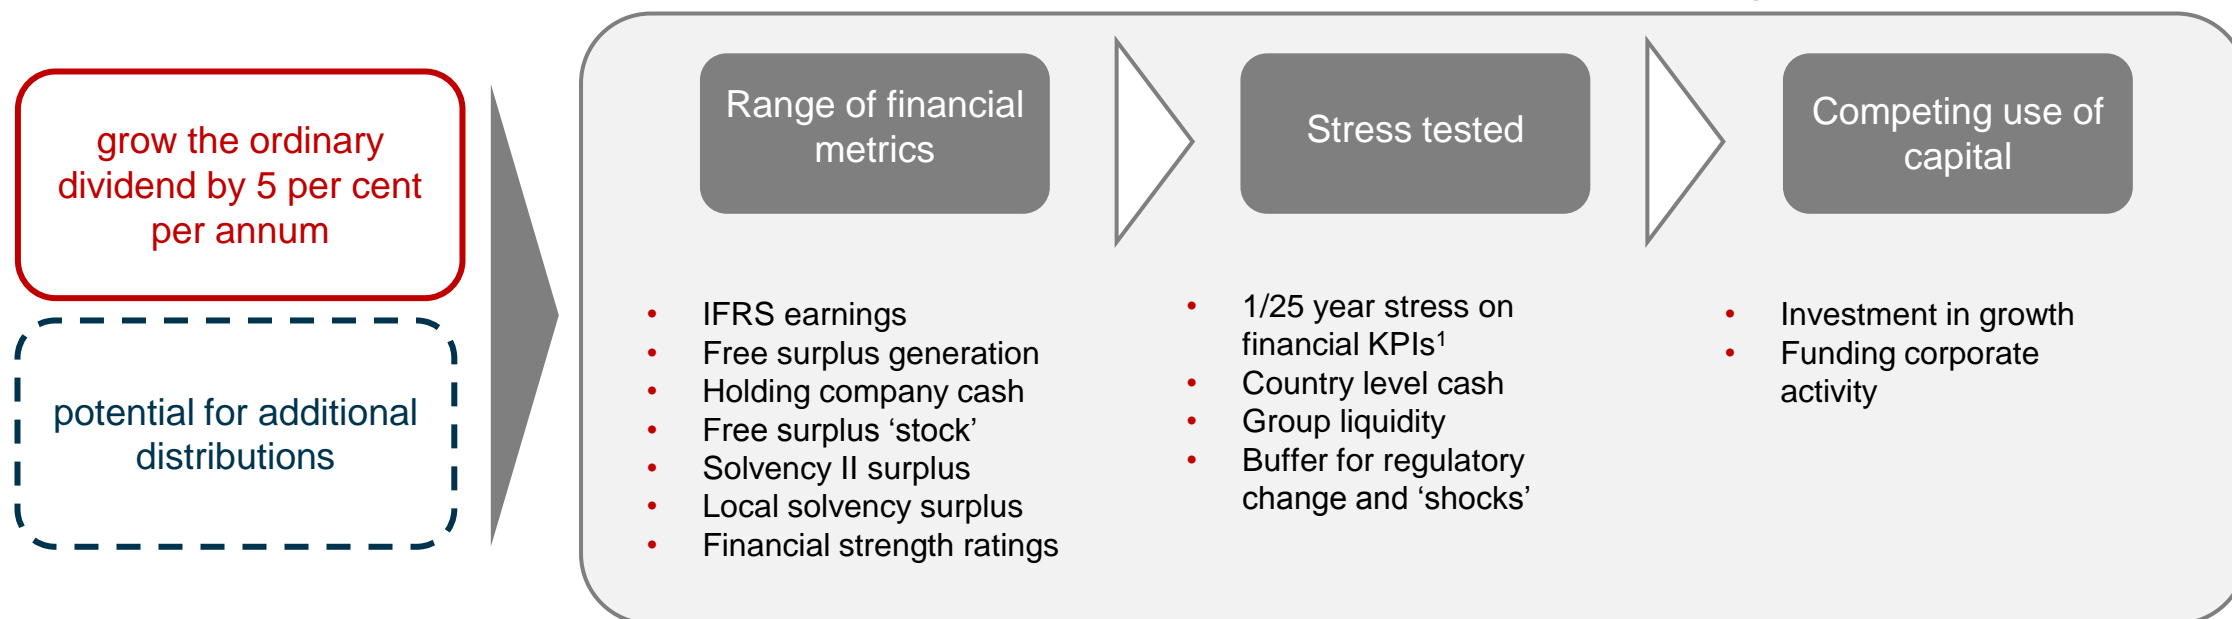 grow the ordinary
dividend by 5 per cent
per annum
potential for additional
distributions
Range of financial
metrics
• IFRS earnings
• Free surplus generation
• Holding company cash
• Free surplus ‘stock’
• Solvency II surplus
• Local solvency surplus
• Financial strength ratings
Stress tested
• 1/25 year stress on
financial KPIs¹
• Country level cash
• Group liquidity
• Buffer for regulatory
change and ‘shocks’
Competing use of
capital
• Investment in growth
• Funding corporate
activity